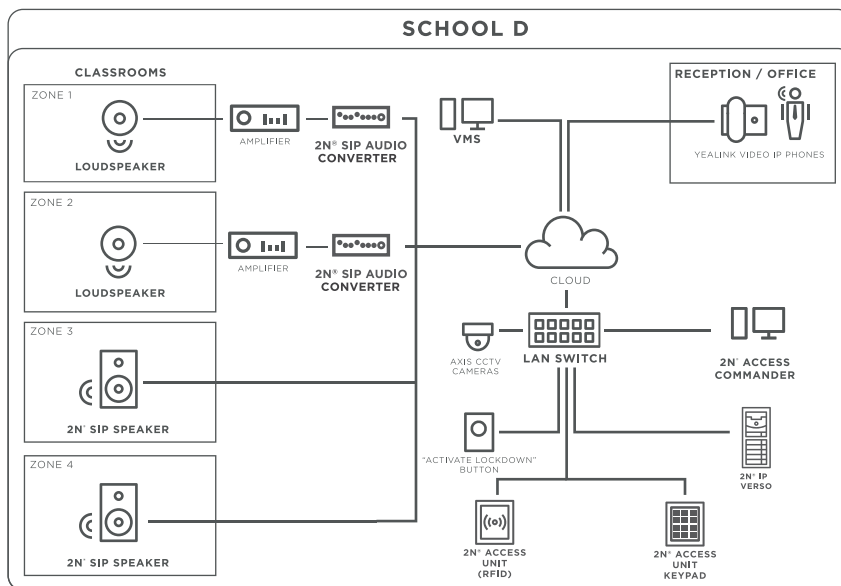 SCHOOL D
CLASSROOMS
ZONE 1
LOUDSPEAKER
AMPLIFIER
2N® SIP AUDIO
CONVERTER
VMS
RECEPTION / OFFICE
YEALINK VIDEO IP PHONES
ZONE 2
LOUDSPEAKER
AMPLIFIER
2N® SIP AUDIO
CONVERTER
CLOUD
ZONE 3
2N® SIP SPEAKER
AXIS CCTV
CAMERAS
LAN SWITCH
2N® ACCESS
COMMANDER
ZONE 4
2N® SIP SPEAKER
"ACTIVATE LOCKDOWN"
BUTTON
2N® IP
VERSO
2N® ACCESS
UNIT
(RFID)
2N® ACCESS
UNIT
KEYPAD